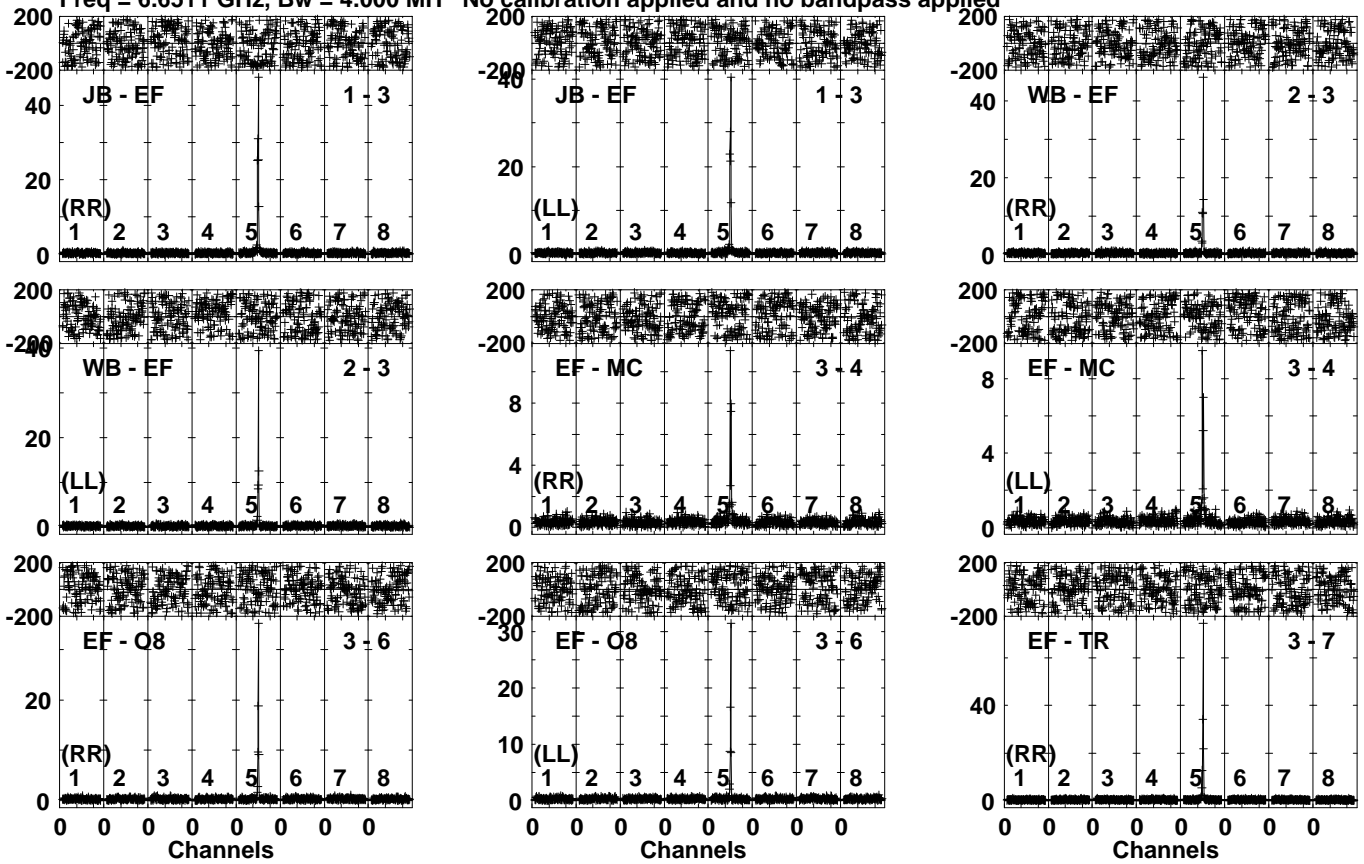 Freq = 6.6511 GHz, Bw = 4.000 MH No calibration applied and no bandpass applied
200 200 200
-200 -200 -200
JB - EF 1 - 3 JB - EF 1 - 3 WB - EF 2 - 3
40 40 40
20 20 20
(RR) (LL) (RR)
1 2 3 4 5 6 7 8 1 2 3 4 5 6 7 8 1 2 3 4 5 6 7 8
0 0 0
200 200 200
-200 -200 -200
40
WB - EF 2 - 3 EF - MC 3 - 4 EF - MC 3 - 4
20 8 8
4 4
(LL) (RR) (LL)
1 2 3 4 5 6 7 8 1 2 3 4 5 6 7 8 1 2 3 4 5 6 7 8
0 0 0
200 200 200
-200 -200 -200
30
EF - O8 3 - 6 EF - O8 3 - 6 EF - TR 3 - 7
20 20 40
10
(RR) (LL) (RR)
1 2 3 4 5 6 7 8 1 2 3 4 5 6 7 8 1 2 3 4 5 6 7 8
0 0 0
0 0 0 0 0 0 0 0 0 0 0 0 0 0 0 0 0 0 0 0 0 0 0 0
Channels Channels Channels